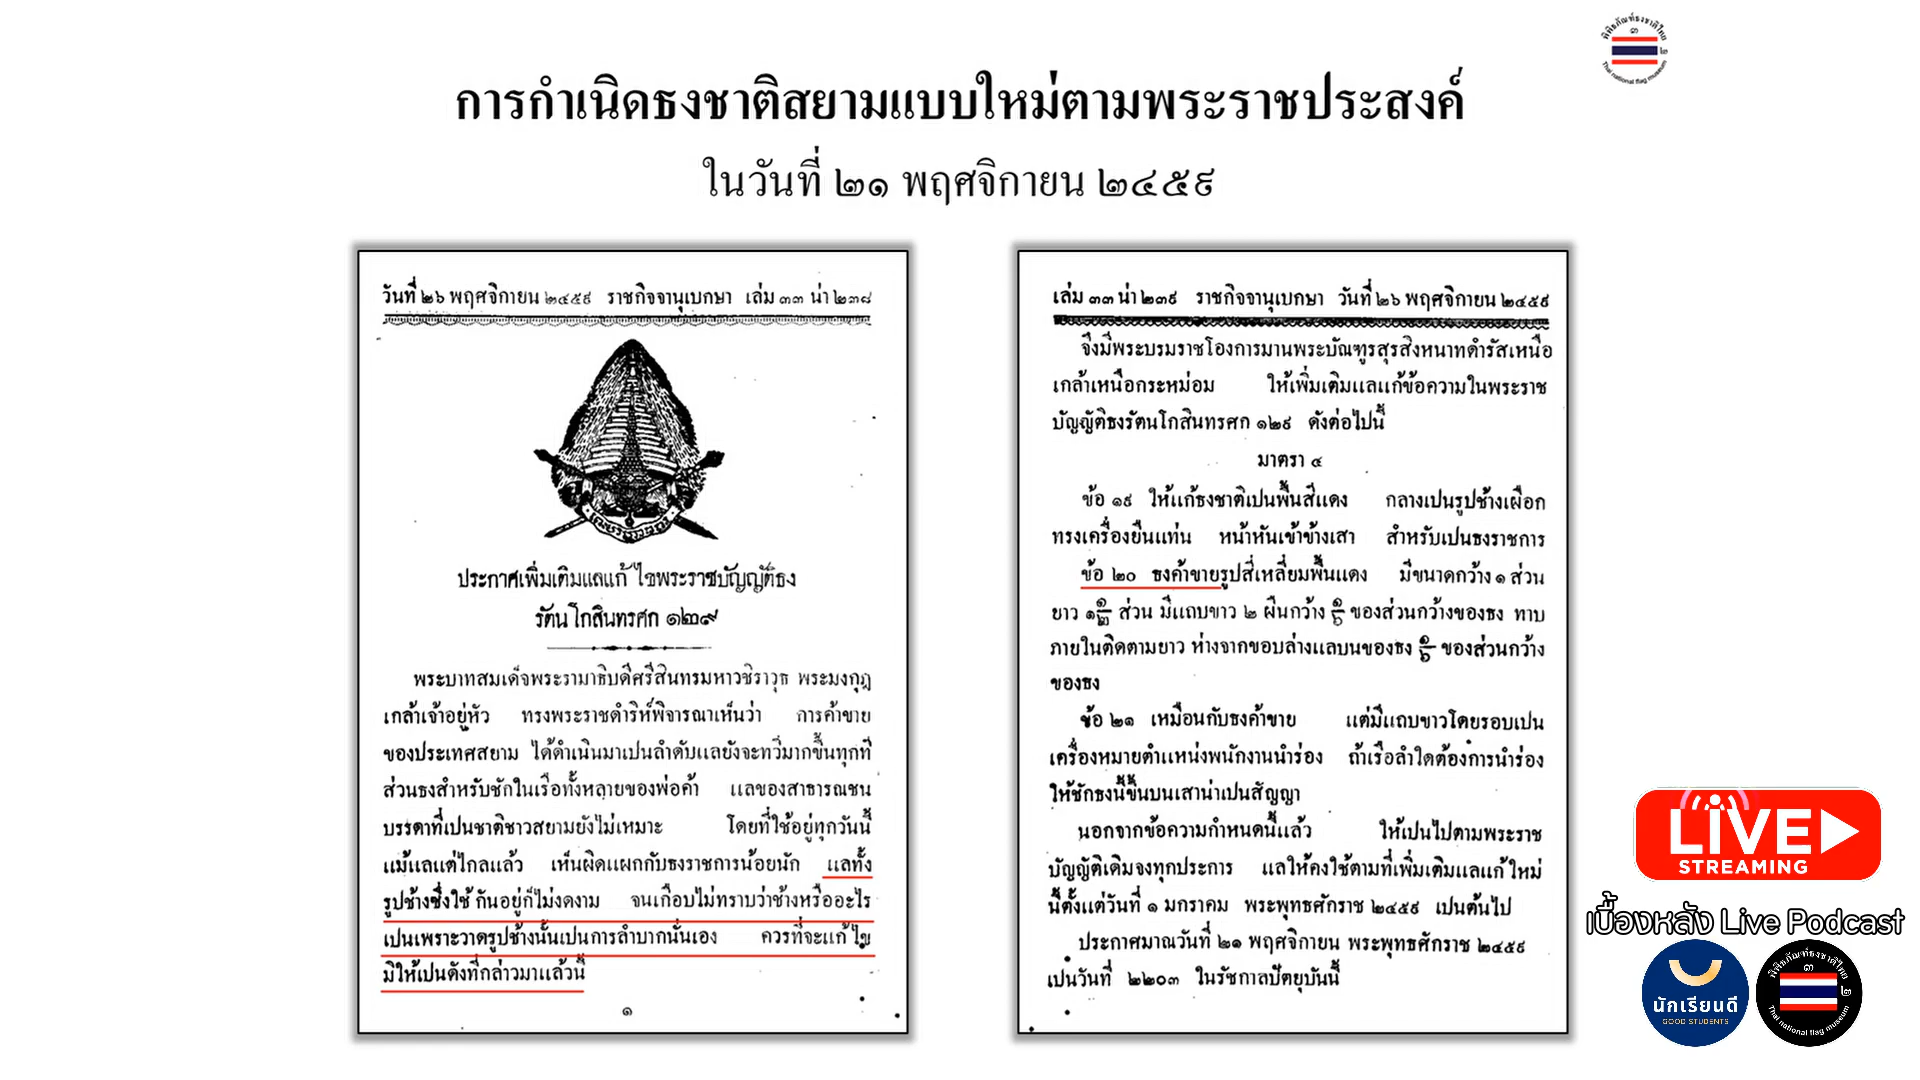 พิพิธภัณฑ์ธงชาติไทย
๓ ๒
Thai national flag museum
การกำเนิดธงชาติสยามแบบใหม่ตามพระราชประสงค์
ในวันที่ ๒๑ พฤศจิกายน ๒๔๕๙
วันที่ ๒๖ พฤศจิกายน ๒๔๕๙ ราชกิจจานุเบกษา เล่ม ๓๓ น่า ๒๓๘
ประกาศเพิ่มเติมแลแก้ไขพระราชบัญญัติธง
รัตนโกสินทรศก ๑๒๙
พระบาทสมเด็จพระรามาธิบดีศรีสินทรมหาวชิราวุธ พระมงกุฎ
เกล้าเจ้าอยู่หัว ทรงพระราชดำริห์พิจารณาเห็นว่า การค้าขาย
ของประเทศสยาม ได้ดำเนินมาเปนลำดับแลยังจะทวีมากขึ้นทุกที
ส่วนธงสำหรับชักในเรือทั้งหลายของพ่อค้า แลของสาธารณชน
บรรดาที่เปนชาติชาวสยามยังไม่เหมาะ โดยที่ใช้อยู่ทุกวันนี้
แม้แลแต่ไกลแล้ว เห็นผิดแผกกับธงราชการน้อยนัก แลทั้ง
รูปช้างซึ่งใช้กันอยู่ก็ไม่งดงาม จนเกือบไม่ทราบว่าช้างหรืออะไร
เปนเพราะวาดรูปช้างนั้นเปนการลำบากนั่นเอง ควรที่จะแก้ไข
มิให้เปนดังที่กล่าวมาแล้วนี้
๑
เล่ม ๓๓ น่า ๒๓๙ ราชกิจจานุเบกษา วันที่ ๒๖ พฤศจิกายน ๒๔๕๙
จึงมีพระบรมราชโองการมานพระบัณฑูรสุรสิงหนาทดำรัสเหนือ
เกล้าเหนือกระหม่อม ให้เพิ่มเติมแลแก้ข้อความในพระราช
บัญญัติธงรัตนโกสินทรศก ๑๒๙ ดังต่อไปนี้
มาตรา ๔
ข้อ ๑๙ ให้แก้ธงชาติเปนพื้นสีแดง กลางเปนรูปช้างเผือก
ทรงเครื่องยืนแท่น หน้าหันเข้าข้างเสา สำหรับเปนธงราชการ
ข้อ ๒๐ ธงค้าขายรูปสี่เหลี่ยมพื้นแดง มีขนาดกว้าง ๑ ส่วน
ยาว ๑ ๑/๒ ส่วน มีแถบขาว ๒ ผืนกว้าง ๑/๖ ของส่วนกว้างของธง ทาบ
ภายในติดตามยาว ห่างจากขอบล่างแลบนของธง ๑/๖ ของส่วนกว้าง
ของธง
ข้อ ๒๑ เหมือนกับธงค้าขาย แต่มีแถบขาวโดยรอบเปน
เครื่องหมายตำแหน่งพนักงานนำร่อง ถ้าเรือลำใดต้องการนำร่อง
ให้ชักธงนี้ขึ้นบนเสาน่าเปนสัญญา
นอกจากข้อความกำหนดนี้แล้ว ให้เปนไปตามพระราช
บัญญัติเดิมจงทุกประการ แลให้คงใช้ตามที่เพิ่มเติมแลแก้ใหม่
นี้ตั้งแต่วันที่ ๑ มกราคม พระพุทธศักราช ๒๔๕๙ เปนต้นไป
ประกาศมาณวันที่ ๒๑ พฤศจิกายน พระพุทธศักราช ๒๔๕๙
เปนวันที่ ๒๒๐๓ ในรัชกาลปัตยุบันนี้
LIVE
STREAMING
เบื้องหลัง Live Podcast
นักเรียนดี
GOOD STUDENTS
พิพิธภัณฑ์ธงชาติไทย
๓ ๒
Thai national flag museum